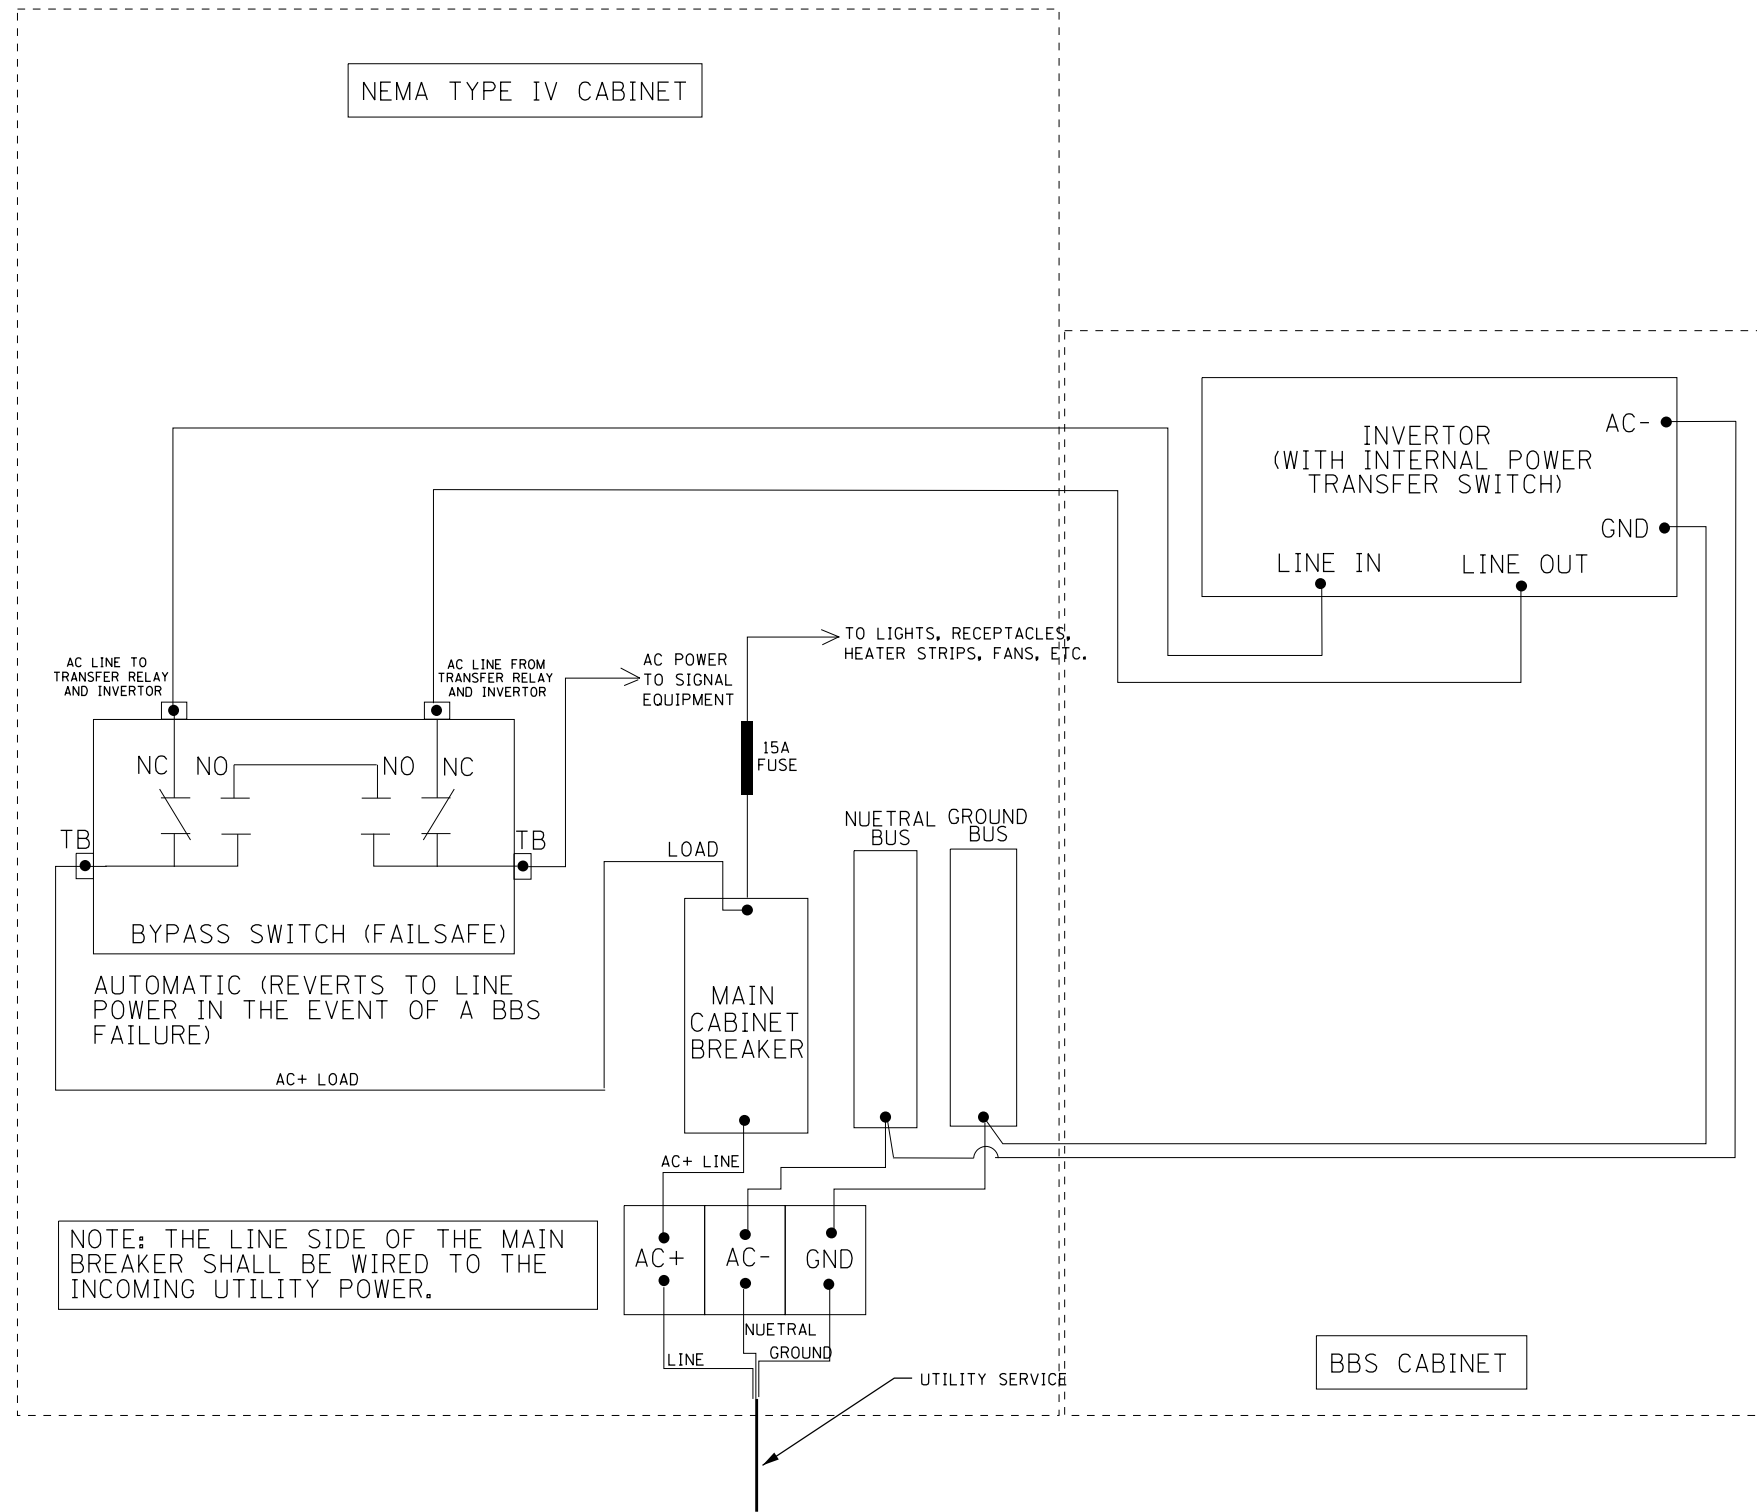 NEMA TYPE IV CABINET
INVERTOR
(WITH INTERNAL POWER
TRANSFER SWITCH)
AC-
GND
LINE IN
LINE OUT
TO LIGHTS, RECEPTACLES,
HEATER STRIPS, FANS, ETC.
AC LINE TO
TRANSFER RELAY
AND INVERTOR
AC LINE FROM
TRANSFER RELAY
AND INVERTOR
AC POWER
TO SIGNAL
EQUIPMENT
15A
FUSE
NC
NO
NO
NC
TB
TB
BYPASS SWITCH (FAILSAFE)
AUTOMATIC (REVERTS TO LINE
POWER IN THE EVENT OF A BBS
FAILURE)
LOAD
NUETRAL
BUS
GROUND
BUS
MAIN
CABINET
BREAKER
AC+ LOAD
AC+ LINE
NOTE: THE LINE SIDE OF THE MAIN
BREAKER SHALL BE WIRED TO THE
INCOMING UTILITY POWER.
AC+
AC-
GND
NUETRAL
GROUND
LINE
UTILITY SERVICE
BBS CABINET